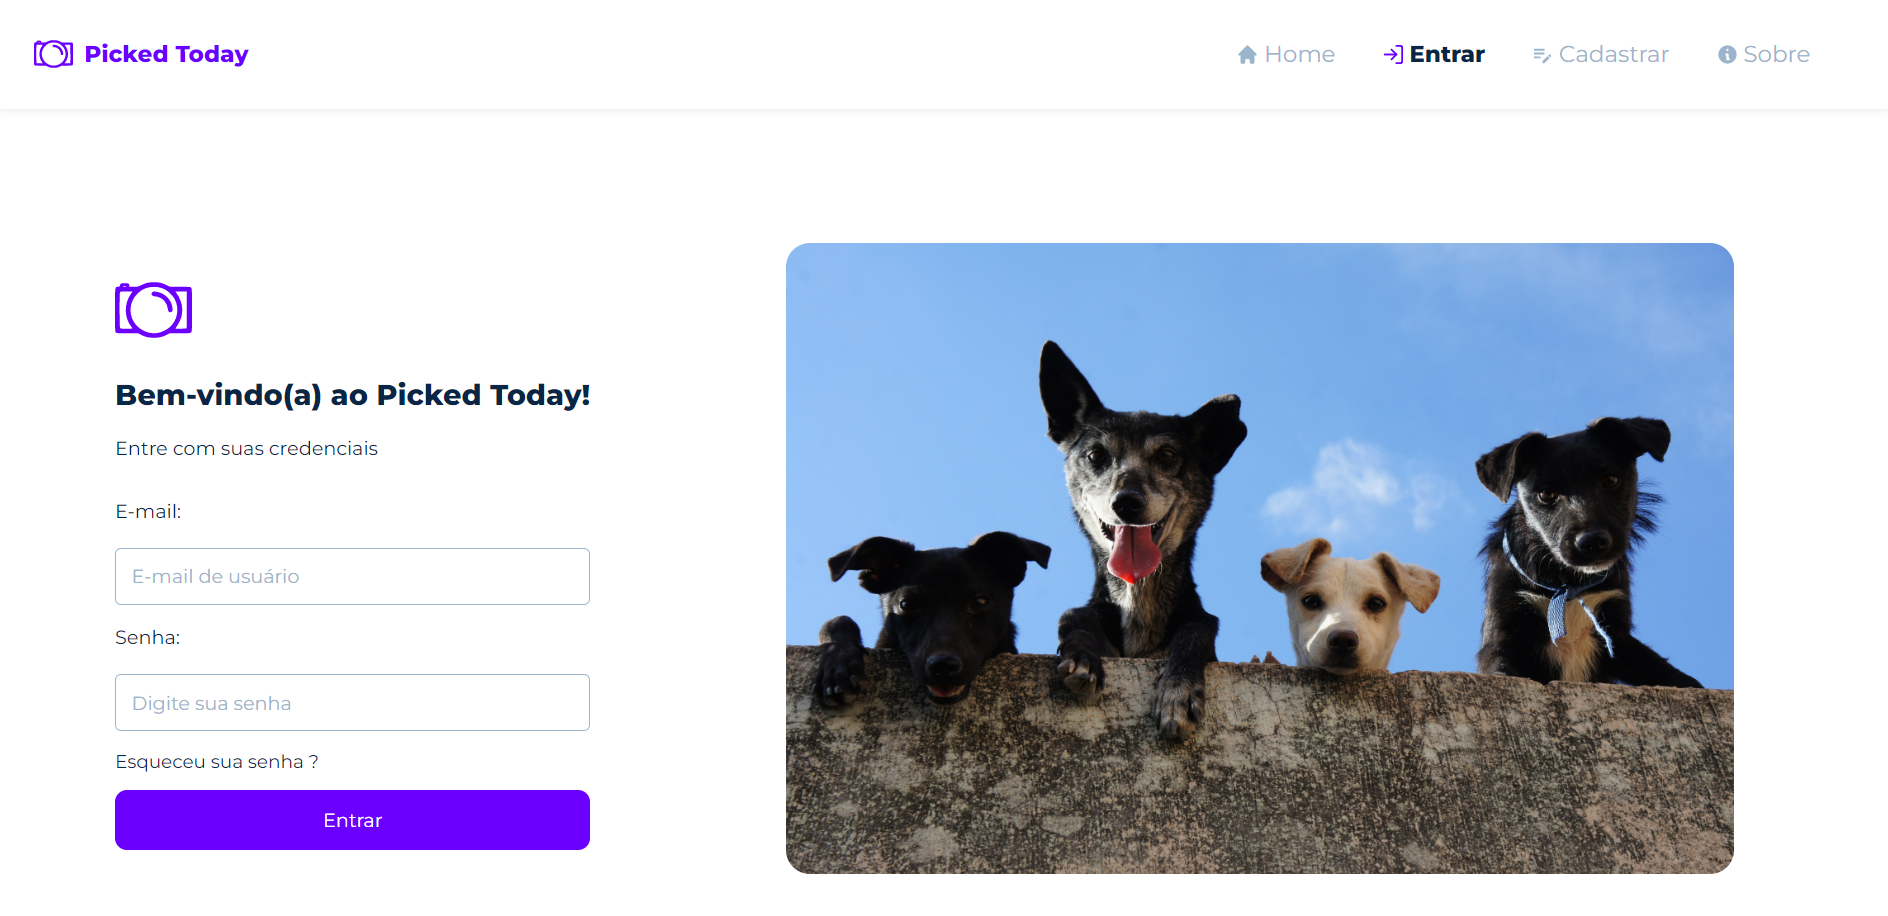 Picked Today
Home
Entrar
Cadastrar
Sobre
Bem-vindo(a) ao Picked Today!
Entre com suas credenciais
E-mail:
E-mail de usuário
Senha:
Digite sua senha
Esqueceu sua senha ?
Entrar